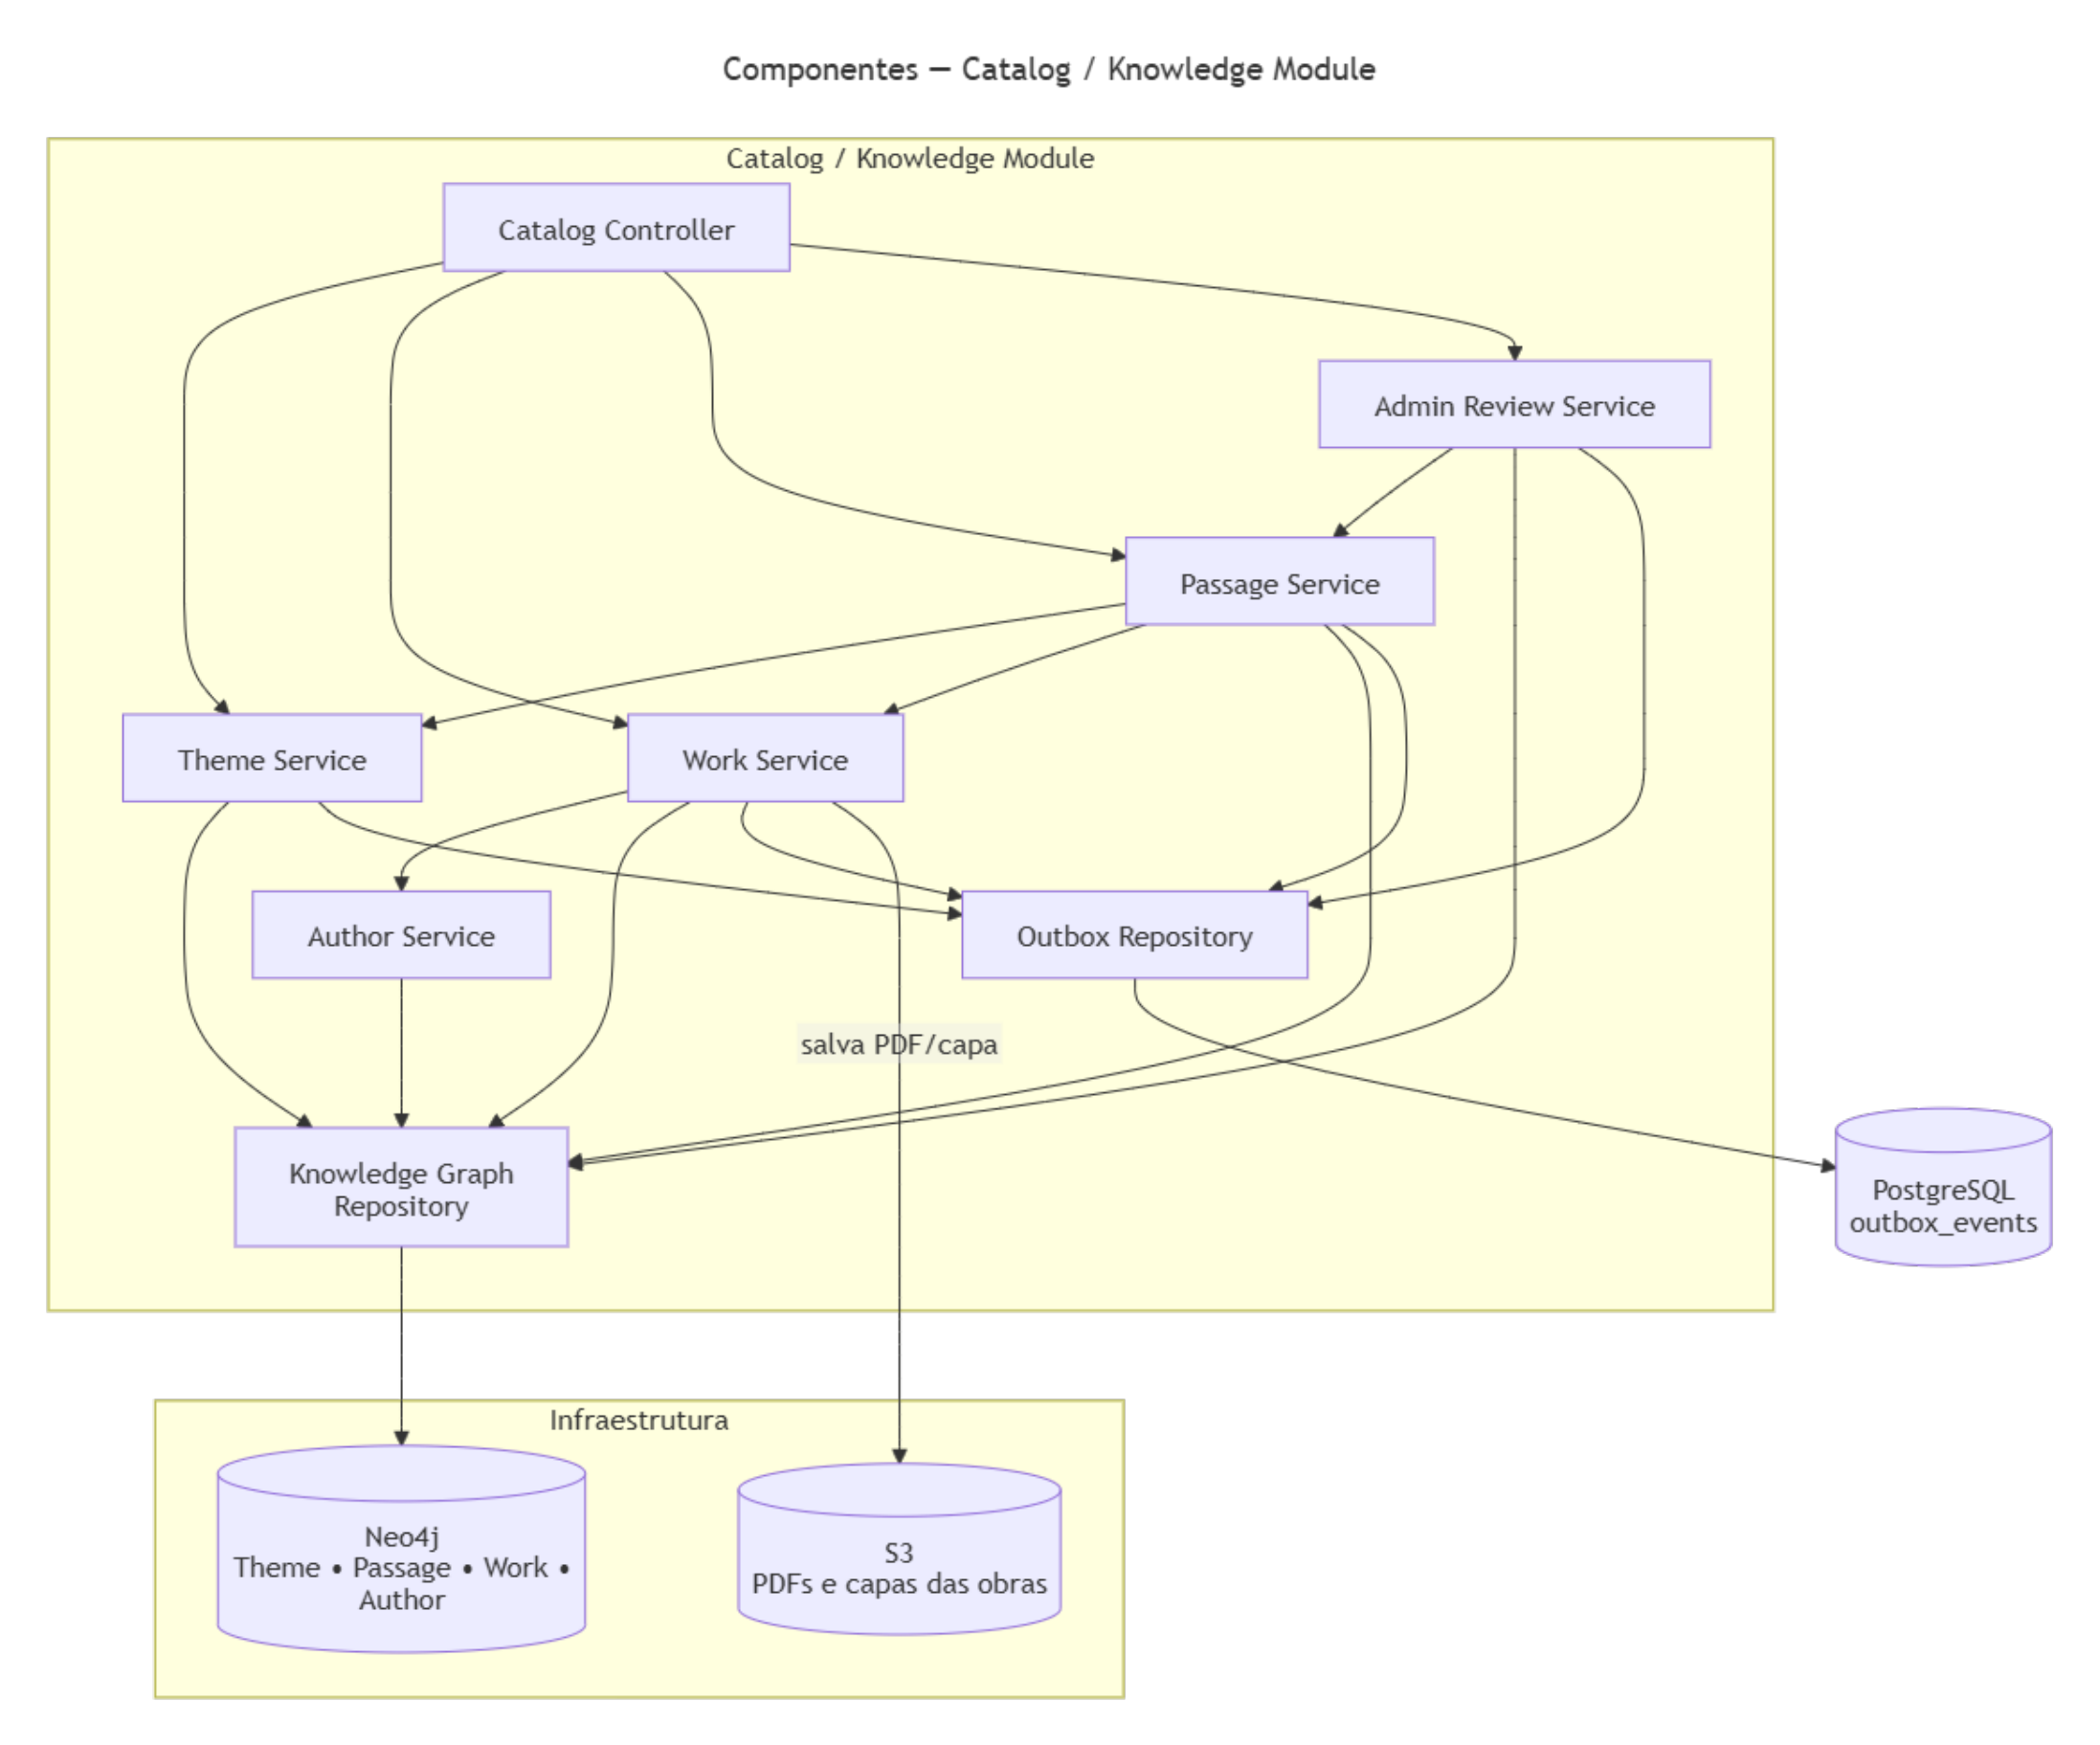 Componentes — Catalog / Knowledge Module
Catalog / Knowledge Module
Catalog Controller
Admin Review Service
Passage Service
Theme Service
Work Service
Author Service
Outbox Repository
salva PDF/capa
Knowledge Graph
Repository
PostgreSQL
outbox_events
Infraestrutura
Neo4j
Theme • Passage • Work •
Author
S3
PDFs e capas das obras